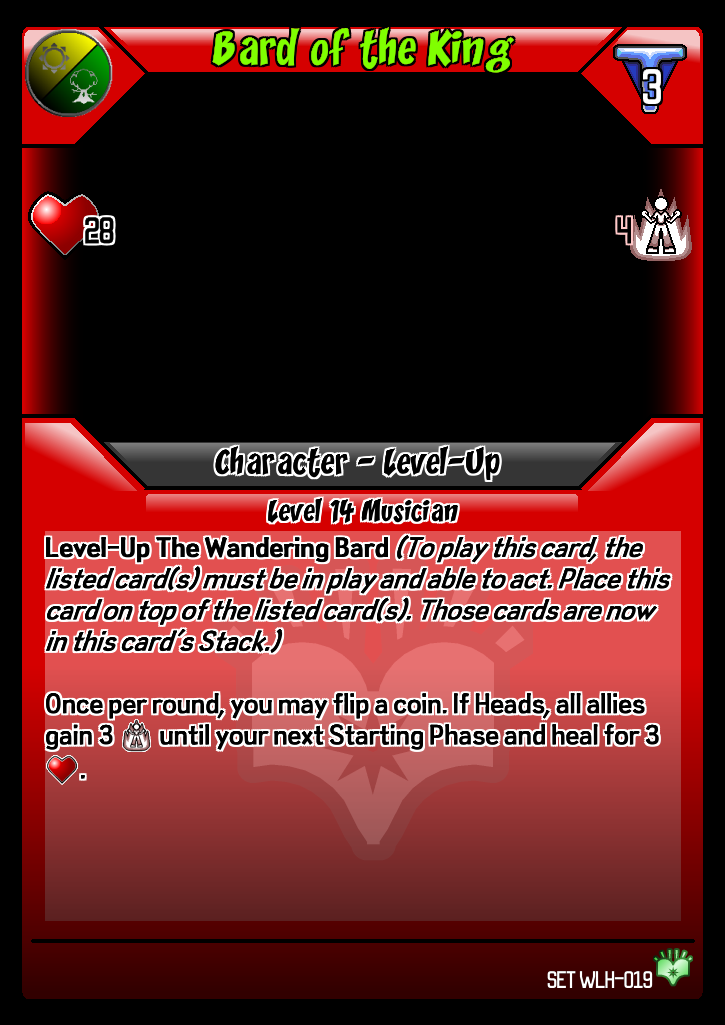 Bard of the King
3
28
4
Character - Level-Up
Level 14 Musician
Level-Up The Wandering Bard (To play this card, the
listed card(s) must be in play and able to act. Place this
card on top of the listed card(s). Those cards are now
in this card's Stack.)
Once per round, you may flip a coin. If Heads, all allies
gain 3 until your next Starting Phase and heal for 3
.
SET WLH-019